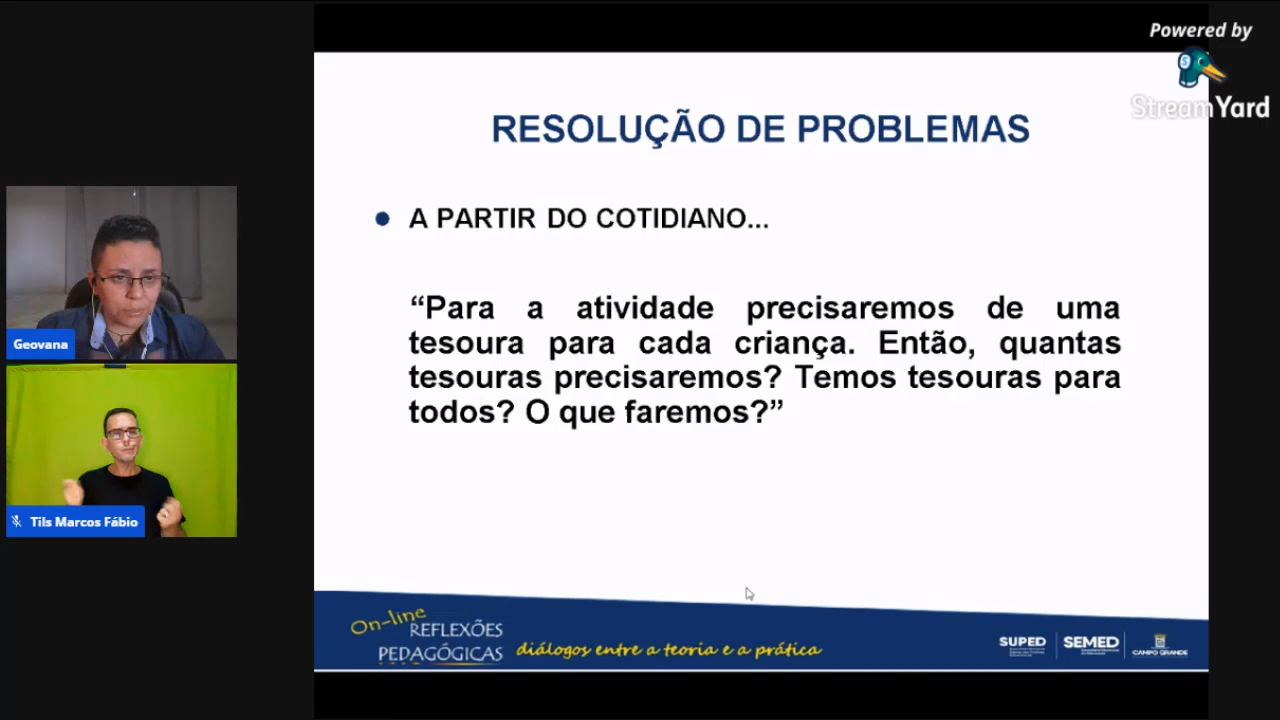 Powered by
StreamYard
RESOLUÇÃO DE PROBLEMAS
A PARTIR DO COTIDIANO...
“Para a atividade precisaremos de uma
tesoura para cada criança. Então, quantas
tesouras precisaremos? Temos tesouras para
todos? O que faremos?”
Geovana
Tils Marcos Fábio
On-line
REFLEXÕES
PEDAGÓGICAS
diálogos entre a teoria e a prática
SUPED
SEMED
CAMPO GRANDE